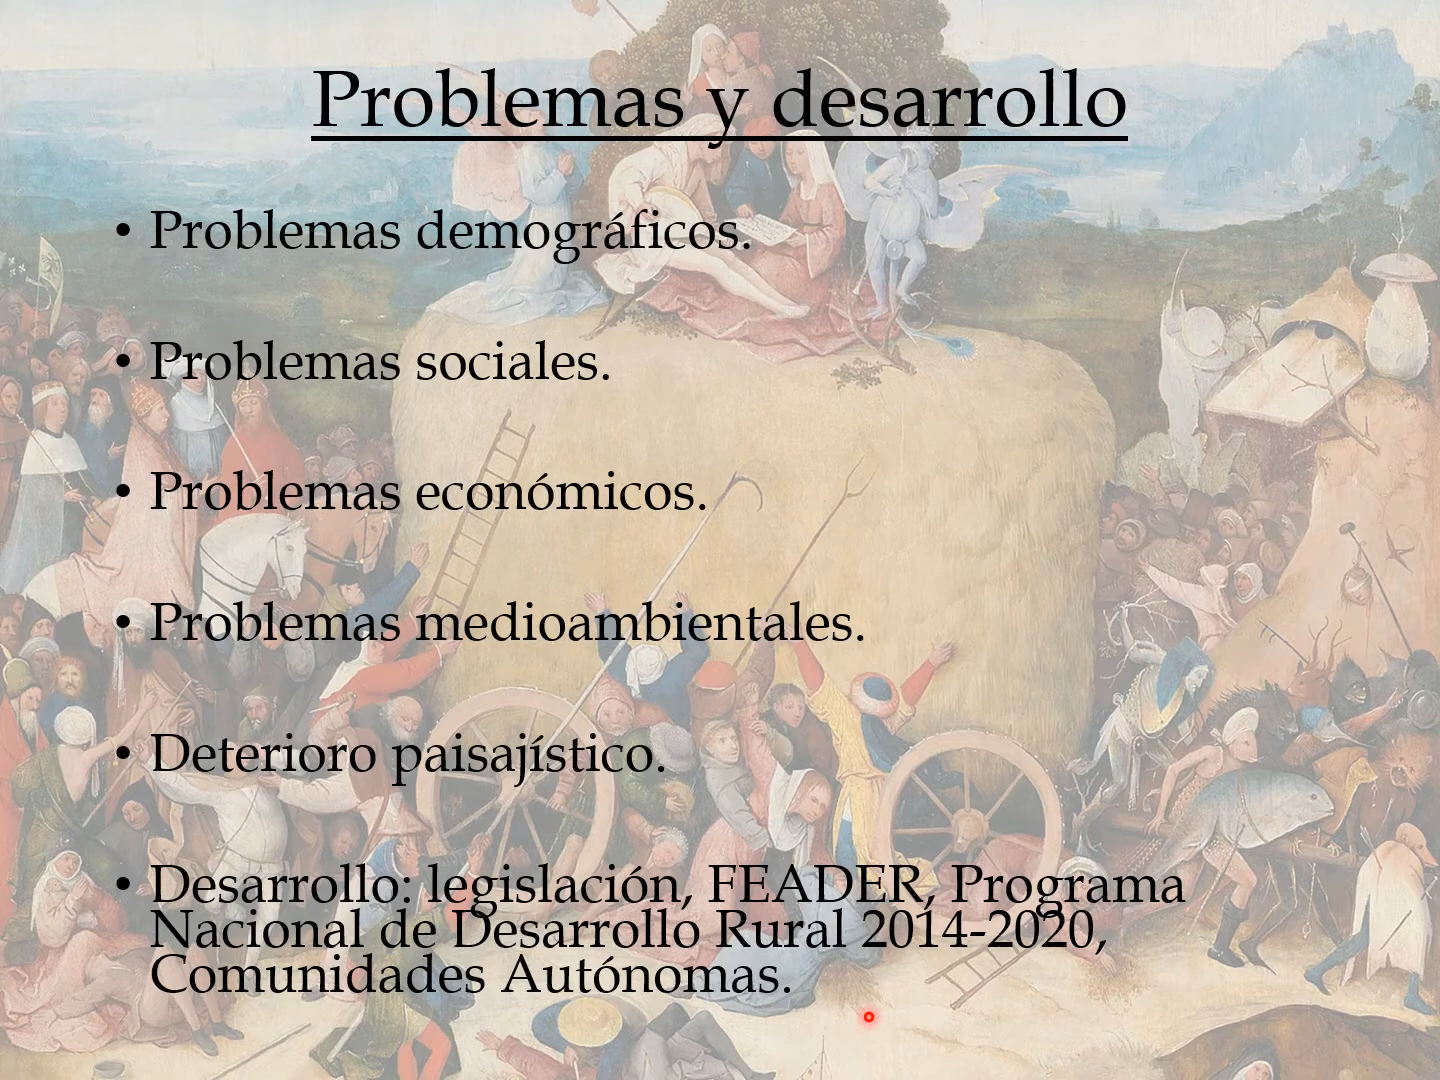 Problemas y desarrollo
• Problemas demográficos.
• Problemas sociales.
• Problemas económicos.
• Problemas medioambientales.
• Deterioro paisajístico.
• Desarrollo: legislación, FEADER, Programa
Nacional de Desarrollo Rural 2014-2020,
Comunidades Autónomas.